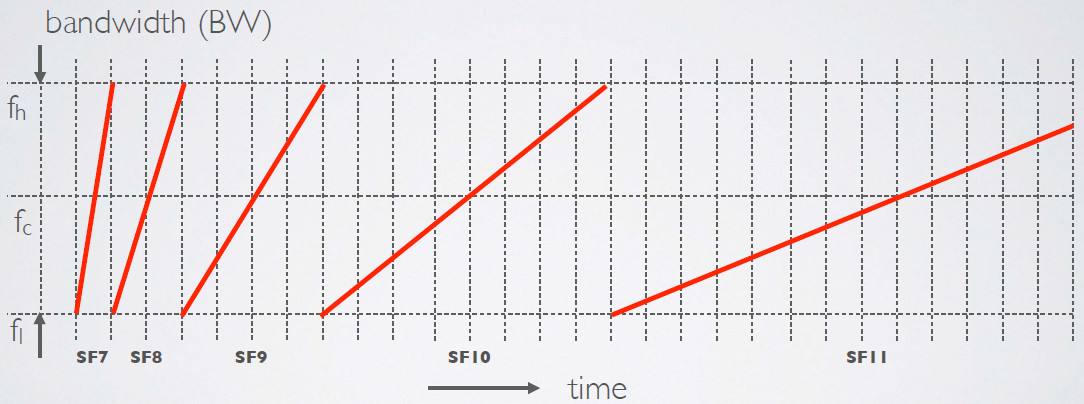 bandwidth (BW)
fh
fc
fl
SF7 SF8 SF9 SF10 SF11
time